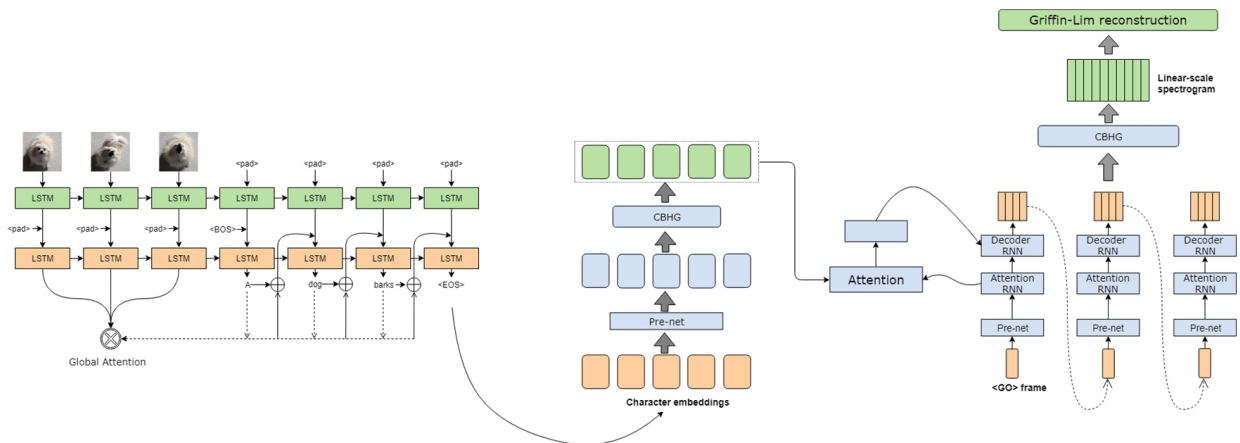 Griffin-Lim reconstruction
Linear-scale
spectrogram
CBHG
<pad> <pad> <pad> <pad>
LSTM LSTM LSTM LSTM LSTM LSTM LSTM
<pad> <pad> <pad> <BOS>
LSTM LSTM LSTM LSTM LSTM LSTM LSTM
A dog barks <EOS>
Global Attention
CBHG
Pre-net
Character embeddings
Attention
Decoder
RNN
Decoder
RNN
Decoder
RNN
Attention
RNN
Attention
RNN
Attention
RNN
Pre-net Pre-net Pre-net
<GO> frame